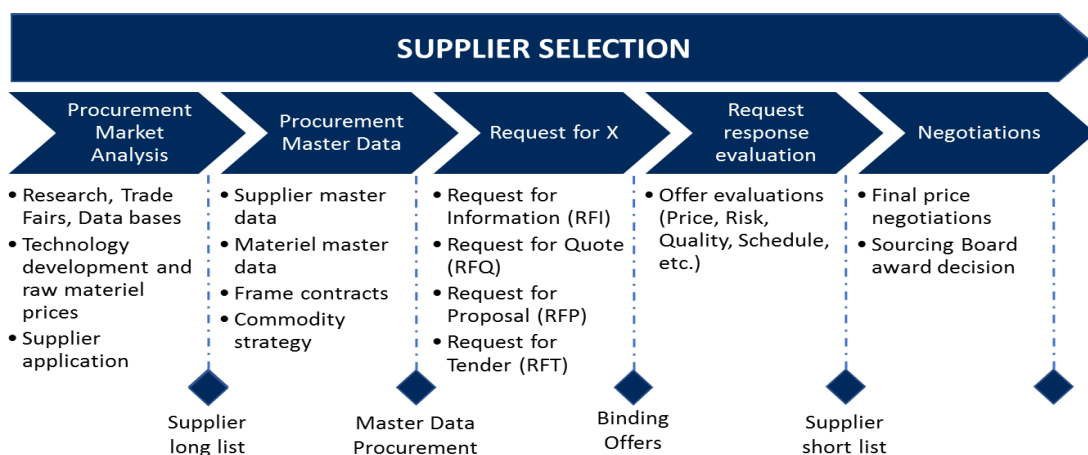 SUPPLIER SELECTION
Procurement
Market
Analysis
Procurement
Master Data
Request for X
Request
response
evaluation
Negotiations
• Research, Trade
Fairs, Data bases
• Technology
development and
raw materiel
prices
• Supplier
application
• Supplier master
data
• Materiel master
data
• Frame contracts
• Commodity
strategy
• Request for
Information (RFI)
• Request for Quote
(RFQ)
• Request for
Proposal (RFP)
• Request for
Tender (RFT)
• Offer evaluations
(Price, Risk,
Quality, Schedule,
etc.)
• Final price
negotiations
• Sourcing Board
award decision
Supplier
long list
Master Data
Procurement
Binding
Offers
Supplier
short list